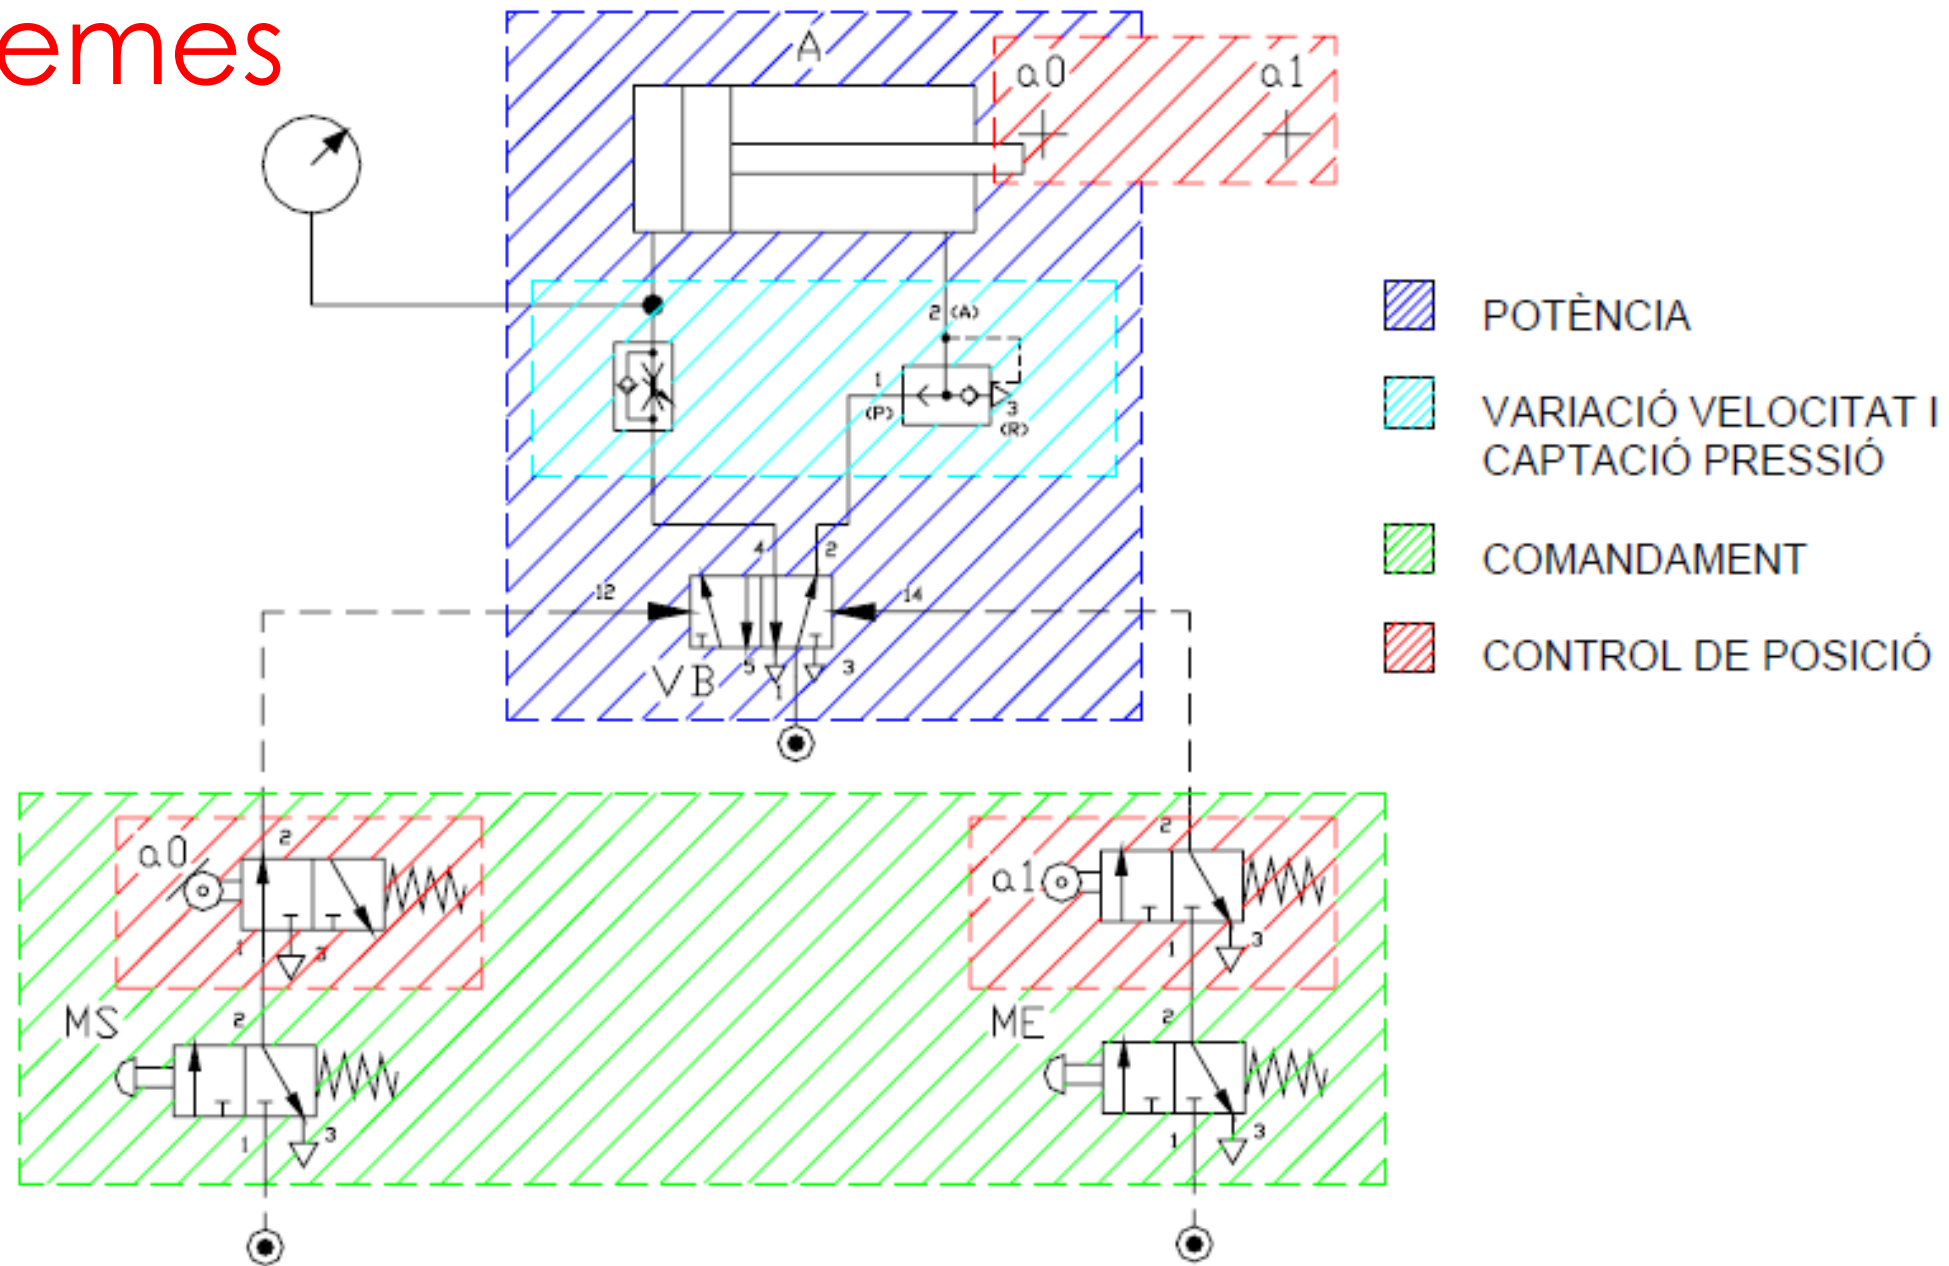 emes
A
a0
a1
2 (A)
1
(P)
3
(R)
4
2
12
14
5
1
3
VB
POTÈNCIA
VARIACIÓ VELOCITAT I
CAPTACIÓ PRESSIÓ
COMANDAMENT
CONTROL DE POSICIÓ
a0
2
1
3
MS
2
1
3
a1
2
1
3
ME
2
1
3